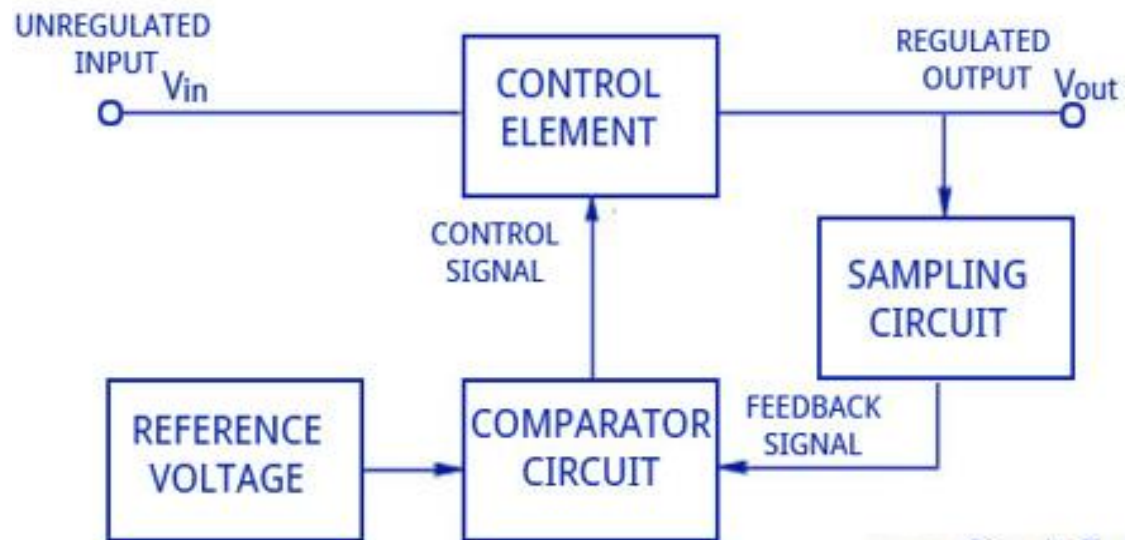 UNREGULATED
INPUT
Vin
CONTROL
ELEMENT
REGULATED
OUTPUT
Vout
CONTROL
SIGNAL
SAMPLING
CIRCUIT
REFERENCE
VOLTAGE
COMPARATOR
CIRCUIT
FEEDBACK
SIGNAL